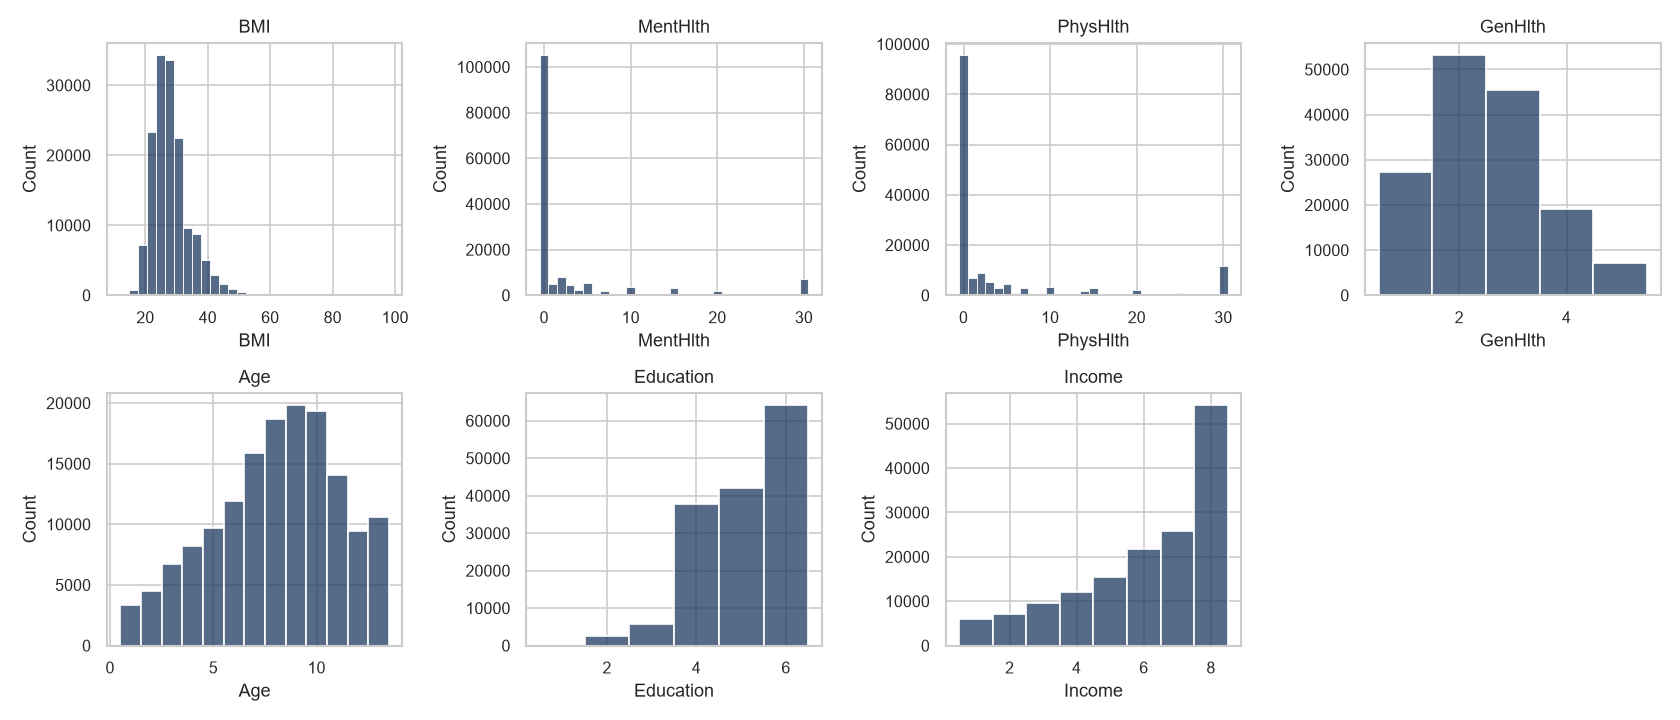 BMI MentHlth PhysHlth GenHlth
30000 20000 10000 0
Count
20 40 60 80 100
BMI
100000 80000 60000 40000 20000 0
Count
0 10 20 30
MentHlth
100000 80000 60000 40000 20000 0
Count
0 10 20 30
PhysHlth
50000 40000 30000 20000 10000 0
Count
2 4
GenHlth
Age Education Income
20000 15000 10000 5000 0
Count
0 5 10
Age
60000 50000 40000 30000 20000 10000 0
Count
2 4 6
Education
50000 40000 30000 20000 10000 0
Count
2 4 6 8
Income